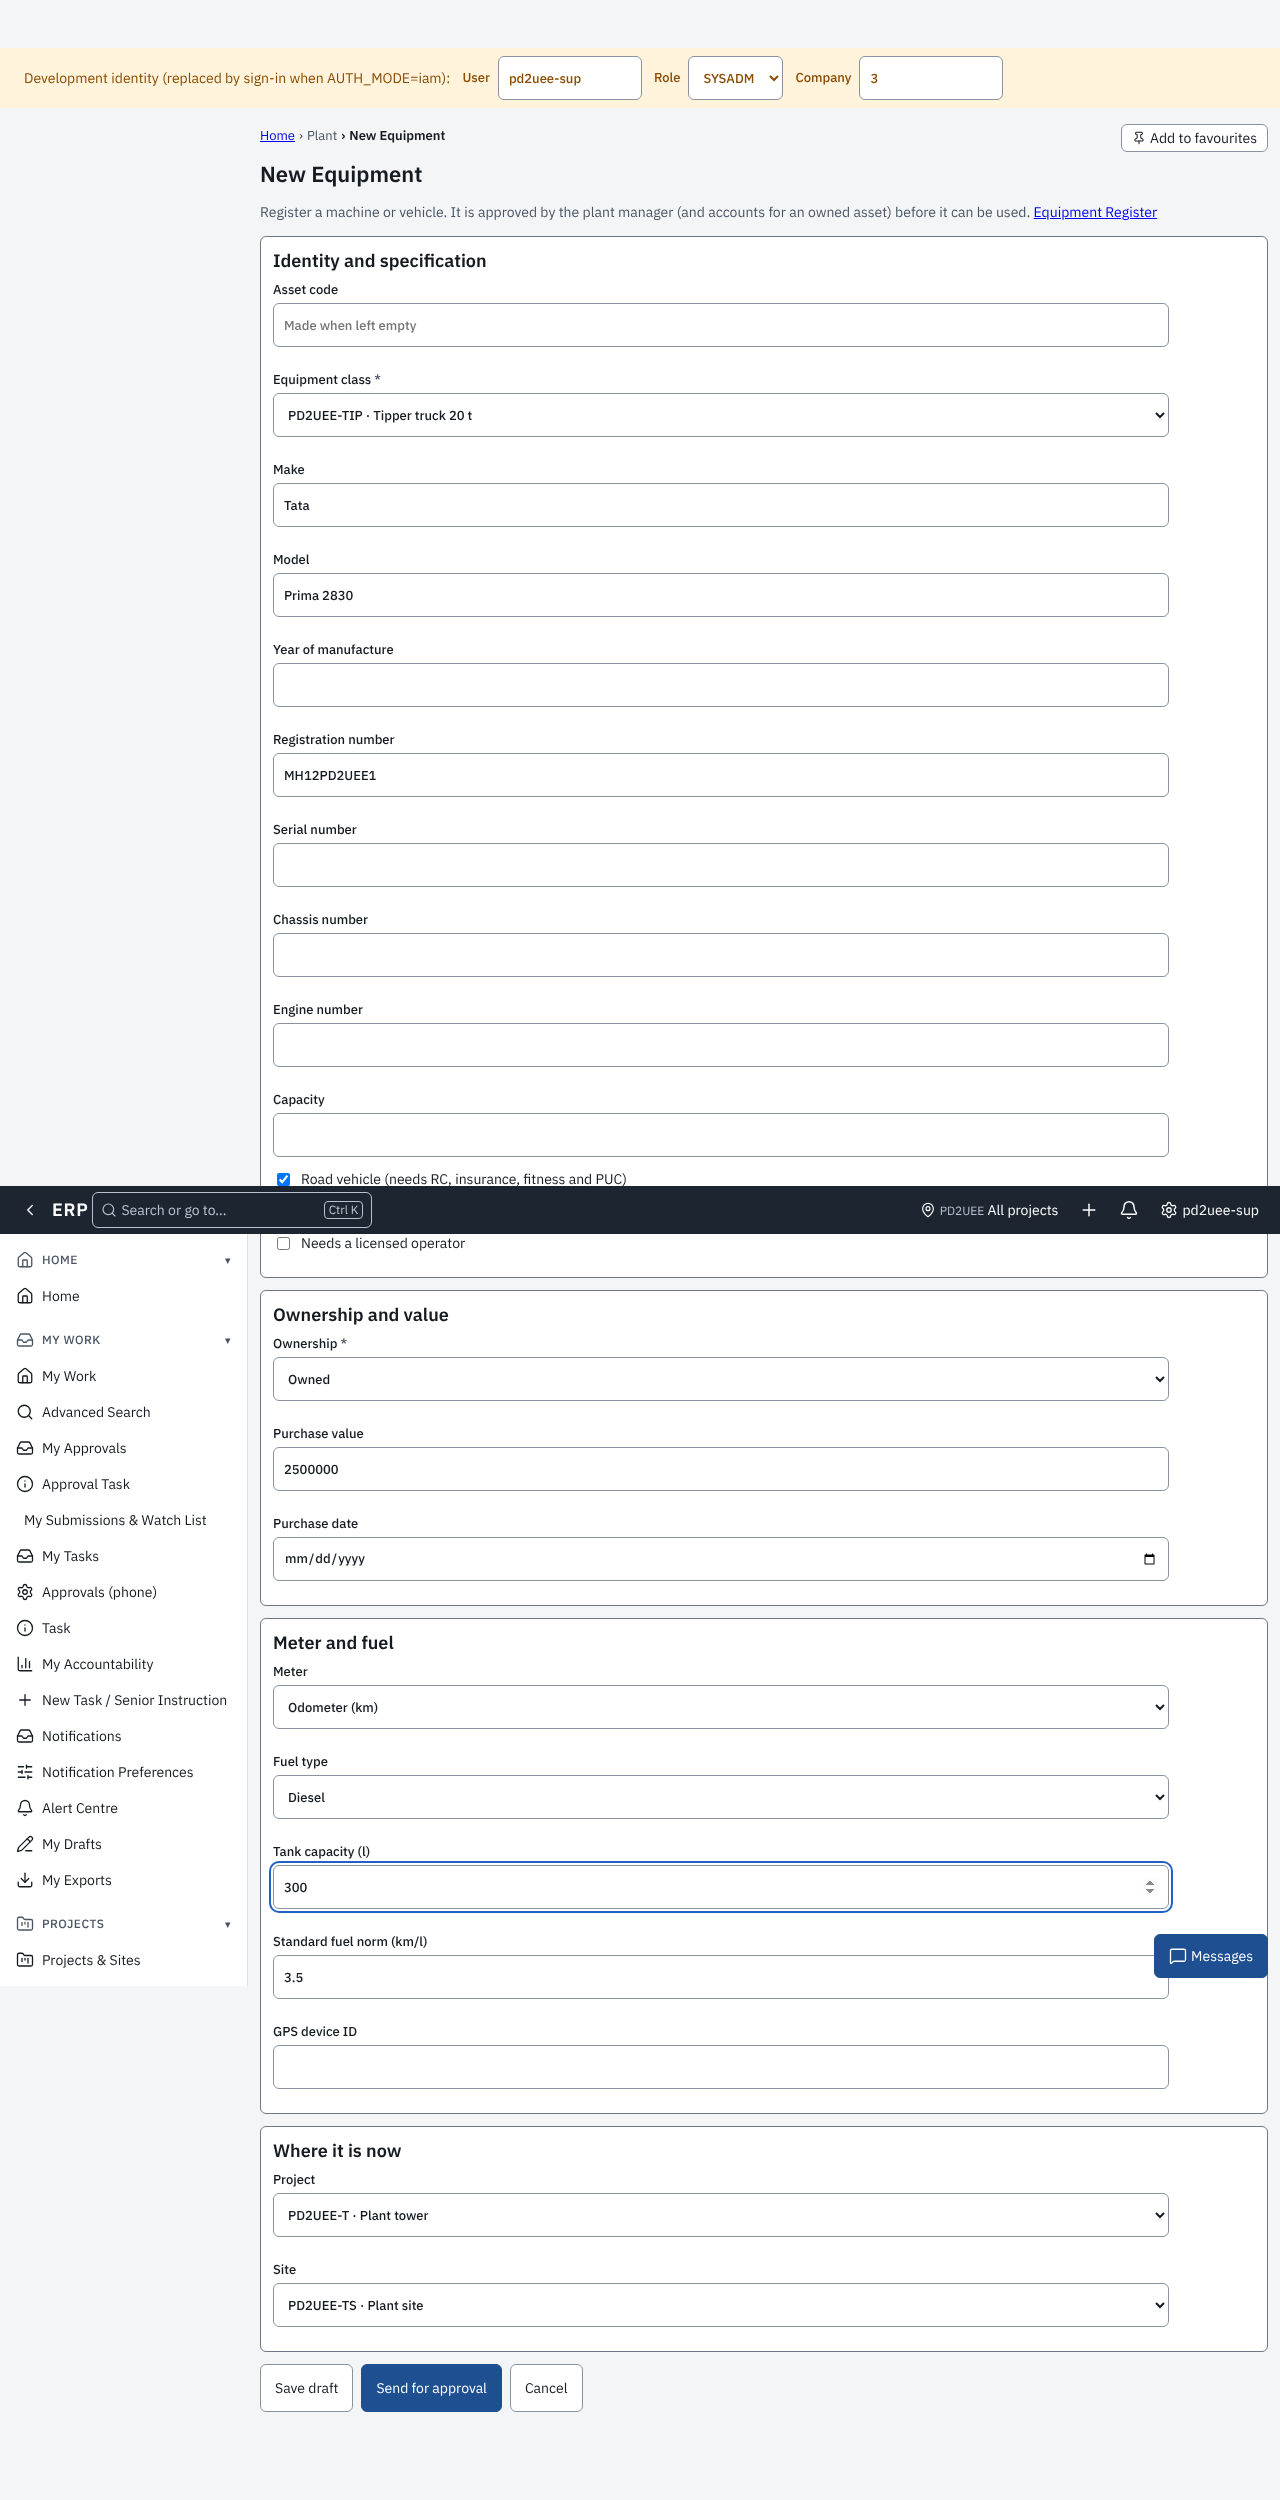 Development identity (replaced by sign-in when AUTH_MODE=iam): User pd2uee-sup Role SYSADM Company 3
Home › Plant › New Equipment
Add to favourites
New Equipment
Register a machine or vehicle. It is approved by the plant manager (and accounts for an owned asset) before it can be used. Equipment Register
Identity and specification
Asset code
Made when left empty
Equipment class *
PD2UEE-TIP · Tipper truck 20 t
Make
Tata
Model
Prima 2830
Year of manufacture
Registration number
MH12PD2UEE1
Serial number
Chassis number
Engine number
Capacity
Road vehicle (needs RC, insurance, fitness and PUC)
ERP
Search or go to...
Ctrl K
PD2UEE All projects
pd2uee-sup
Needs a licensed operator
HOME
Home
MY WORK
My Work
Advanced Search
My Approvals
Approval Task
My Submissions & Watch List
My Tasks
Approvals (phone)
Task
My Accountability
New Task / Senior Instruction
Notifications
Notification Preferences
Alert Centre
My Drafts
My Exports
PROJECTS
Projects & Sites
Ownership and value
Ownership *
Owned
Purchase value
2500000
Purchase date
mm/dd/yyyy
Meter and fuel
Meter
Odometer (km)
Fuel type
Diesel
Tank capacity (l)
300
Standard fuel norm (km/l)
3.5
Messages
GPS device ID
Where it is now
Project
PD2UEE-T · Plant tower
Site
PD2UEE-TS · Plant site
Save draft
Send for approval
Cancel